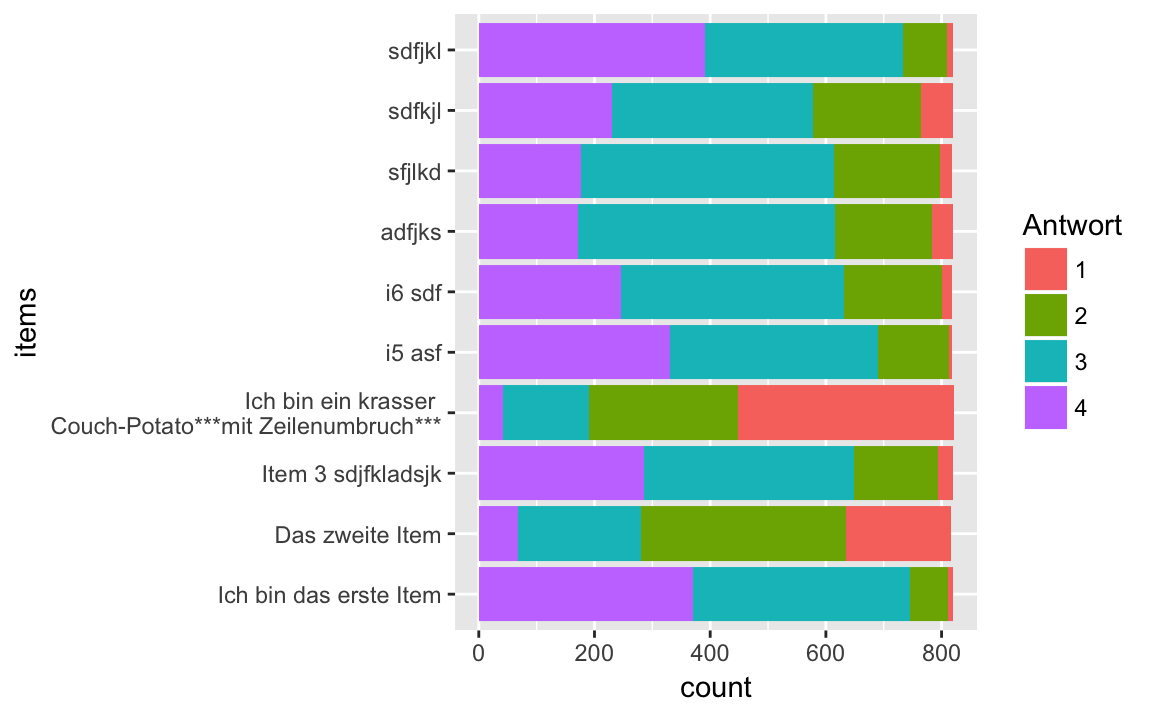 sdfjkl
sdfkjl
sfjlkd
adfjks
i6 sdf
i5 asf
Ich bin ein krasser
Couch-Potato***mit Zeilenumbruch***
Item 3 sdjfkladsjk
Das zweite Item
Ich bin das erste Item
items
0 200 400 600 800
count
Antwort
1
2
3
4